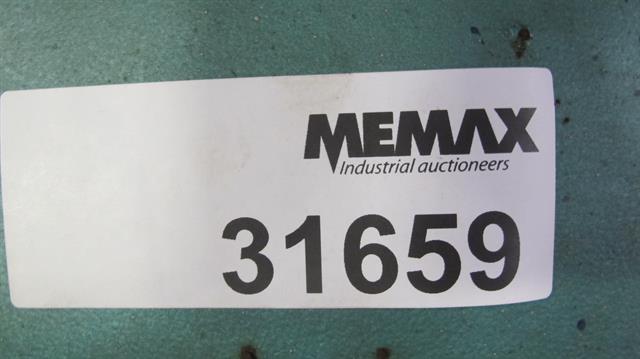 MEMAX
Industrial auctioneers
31659